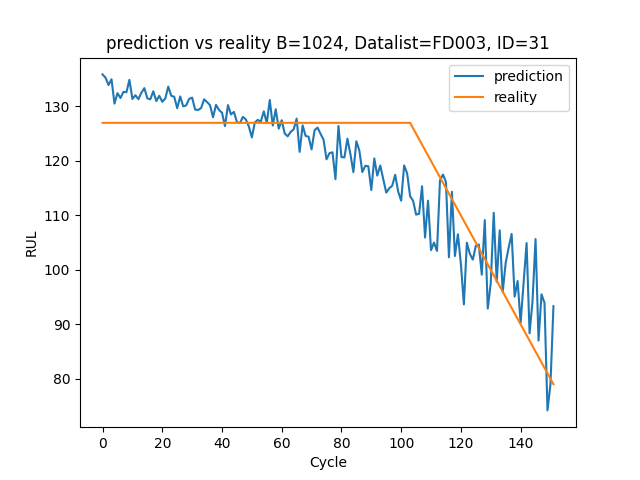 prediction vs reality B=1024, Datalist=FD003, ID=31
prediction
reality
130
120
110
100
90
80
RUL
0 20 40 60 80 100 120 140
Cycle